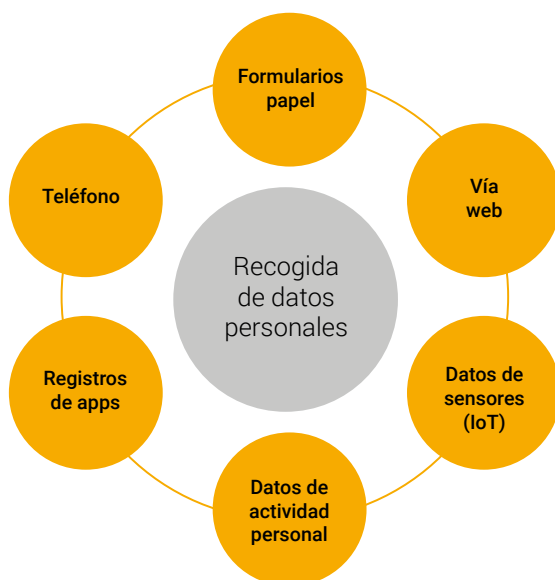 Formularios
papel
Teléfono
Vía
web
Recogida
de datos
personales
Registros
de apps
Datos de
sensores
(IoT)
Datos de
actividad
personal